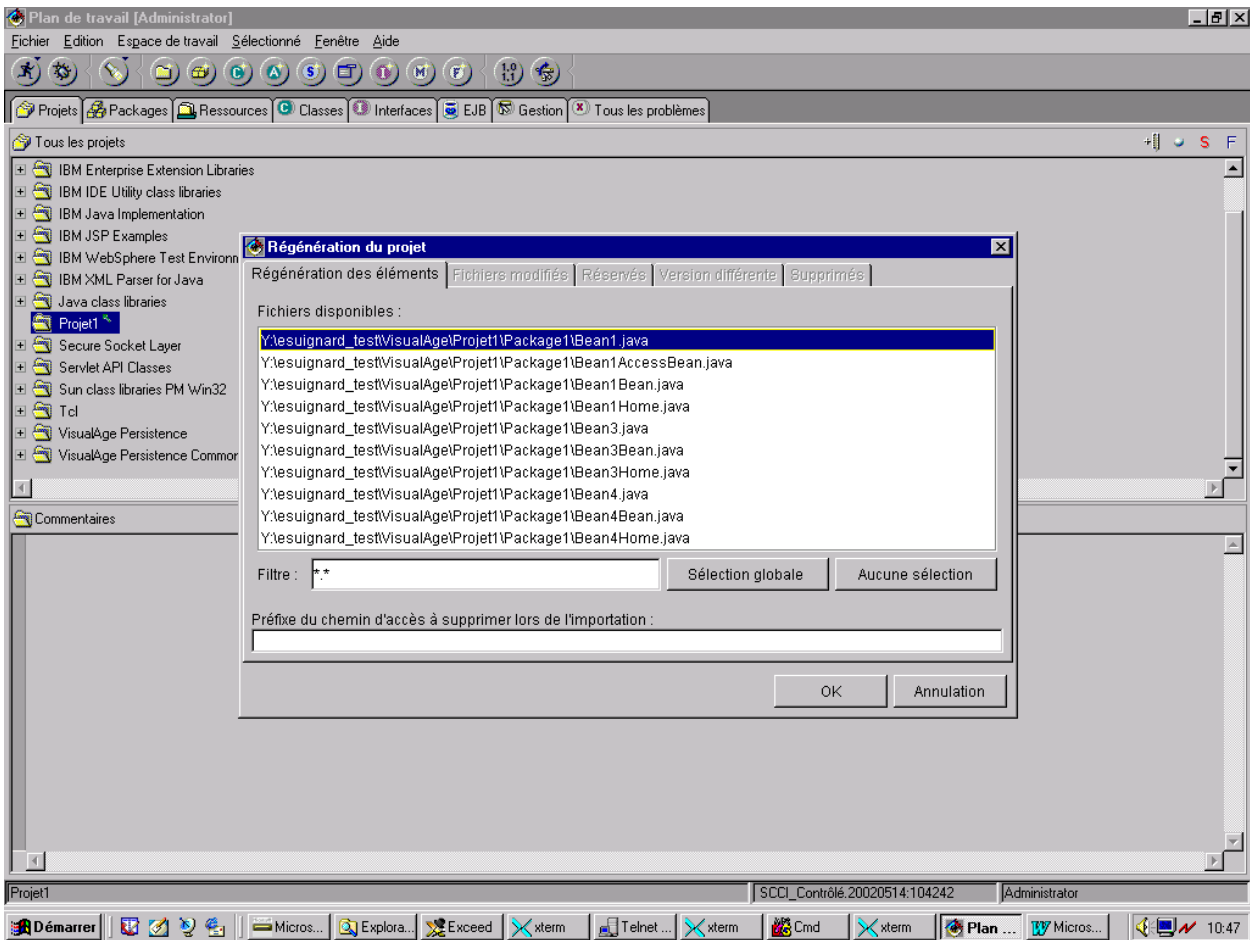 Plan de travail [Administrator]
Fichier Edition Espace de travail Sélectionné Fenêtre Aide
Projets Packages Ressources Classes Interfaces EJB Gestion Tous les problèmes
Tous les projets
S F
IBM Enterprise Extension Libraries
IBM IDE Utility class libraries
IBM Java Implementation
IBM JSP Examples
IBM WebSphere Test Environn
IBM XML Parser for Java
Java class libraries
Projet1
Secure Socket Layer
Servlet API Classes
Sun class libraries PM Win32
Tcl
VisualAge Persistence
VisualAge Persistence Common
Commentaires
Régénération du projet
Régénération des éléments Fichiers modifiés Réservés Version différente Supprimés
Fichiers disponibles :
Y:\esuignard_test\VisualAge\Projet1\Package1\Bean1.java
Y:\esuignard_test\VisualAge\Projet1\Package1\Bean1AccessBean.java
Y:\esuignard_test\VisualAge\Projet1\Package1\Bean1Bean.java
Y:\esuignard_test\VisualAge\Projet1\Package1\Bean1Home.java
Y:\esuignard_test\VisualAge\Projet1\Package1\Bean3.java
Y:\esuignard_test\VisualAge\Projet1\Package1\Bean3Bean.java
Y:\esuignard_test\VisualAge\Projet1\Package1\Bean3Home.java
Y:\esuignard_test\VisualAge\Projet1\Package1\Bean4.java
Y:\esuignard_test\VisualAge\Projet1\Package1\Bean4Bean.java
Y:\esuignard_test\VisualAge\Projet1\Package1\Bean4Home.java
Filtre : *.* Sélection globale Aucune sélection
Préfixe du chemin d'accès à supprimer lors de l'importation :
OK Annulation
Projet1 SCCI_Contrôlé.20020514:104242 Administrator
Démarrer Micros... Explora... Exceed xterm Telnet ... xterm Cmd xterm Plan ... Micros... 10:47